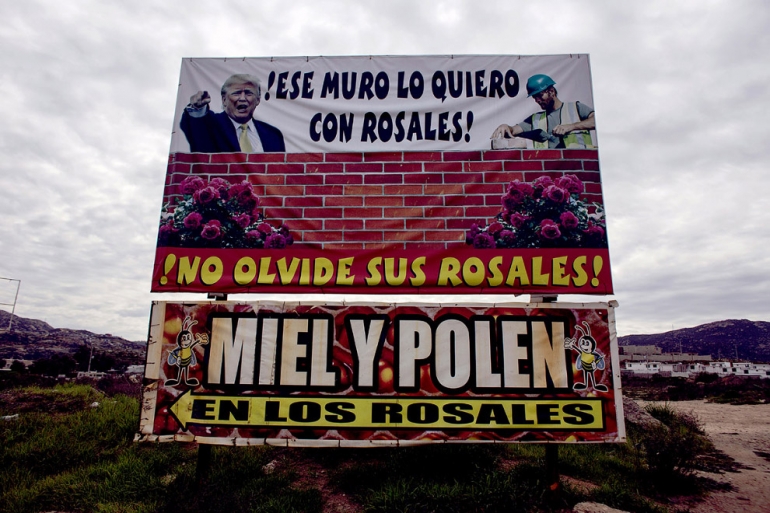 !ESE MURO LO QUIERO
CON ROSALES!
!NO OLVIDE SUS ROSALES!
MIEL Y POLEN
EN LOS ROSALES